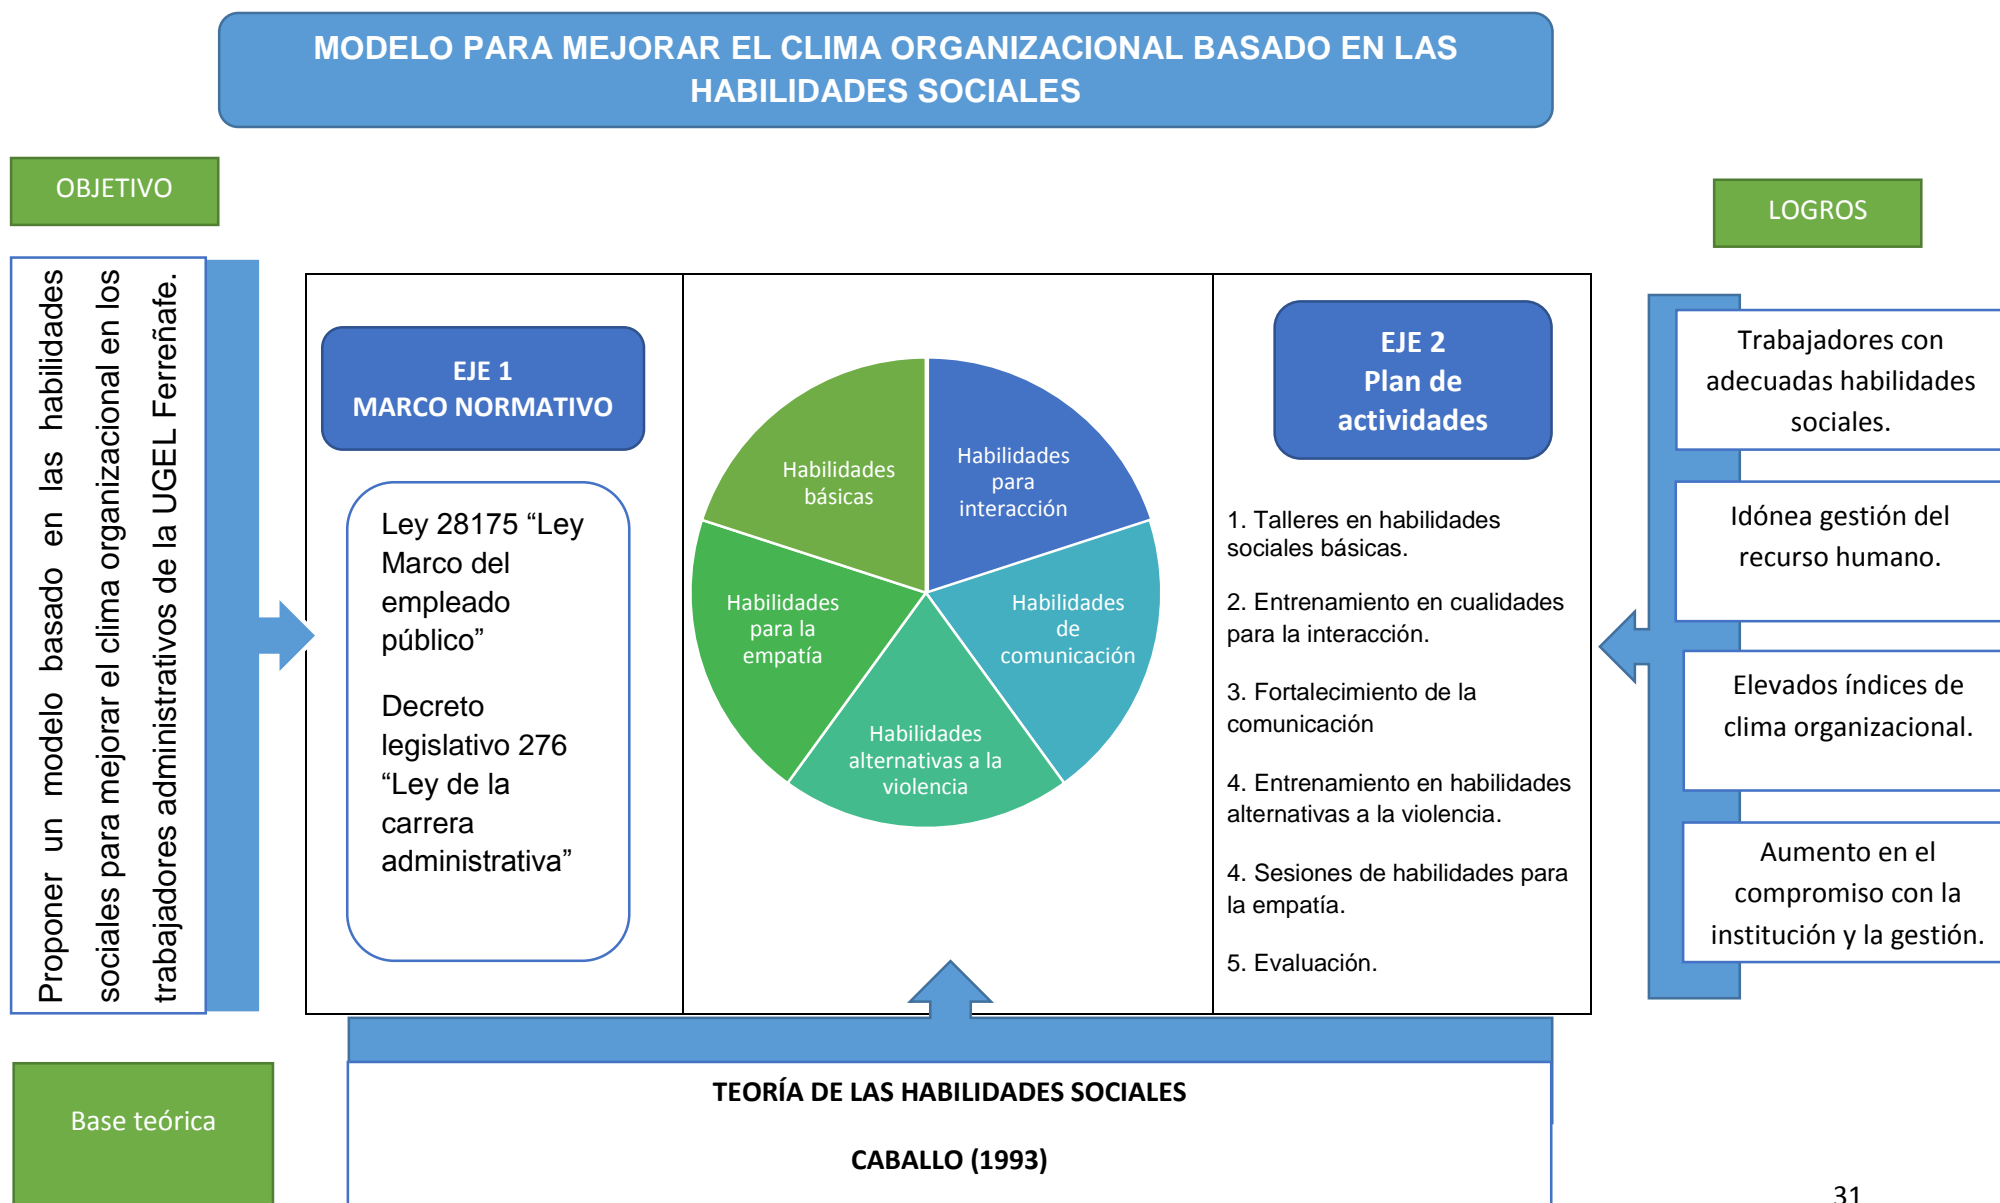 MODELO PARA MEJORAR EL CLIMA ORGANIZACIONAL BASADO EN LAS
HABILIDADES SOCIALES
OBJETIVO
Proponer un modelo basado en las habilidades
sociales para mejorar el clima organizacional en los
trabajadores administrativos de la UGEL Ferreñafe.
EJE 1
MARCO NORMATIVO
Ley 28175 “Ley
Marco del
empleado
público”
Decreto
legislativo 276
“Ley de la
carrera
administrativa”
Habilidades
básicas
Habilidades
para
interacción
Habilidades
para la
empatía
Habilidades
de
comunicación
Habilidades
alternativas a la
violencia
EJE 2
Plan de
actividades
1. Talleres en habilidades
sociales básicas.
2. Entrenamiento en cualidades
para la interacción.
3. Fortalecimiento de la
comunicación
4. Entrenamiento en habilidades
alternativas a la violencia.
4. Sesiones de habilidades para
la empatía.
5. Evaluación.
LOGROS
Trabajadores con
adecuadas habilidades
sociales.
Idónea gestión del
recurso humano.
Elevados índices de
clima organizacional.
Aumento en el
compromiso con la
institución y la gestión.
Base teórica
TEORÍA DE LAS HABILIDADES SOCIALES
CABALLO (1993)
31